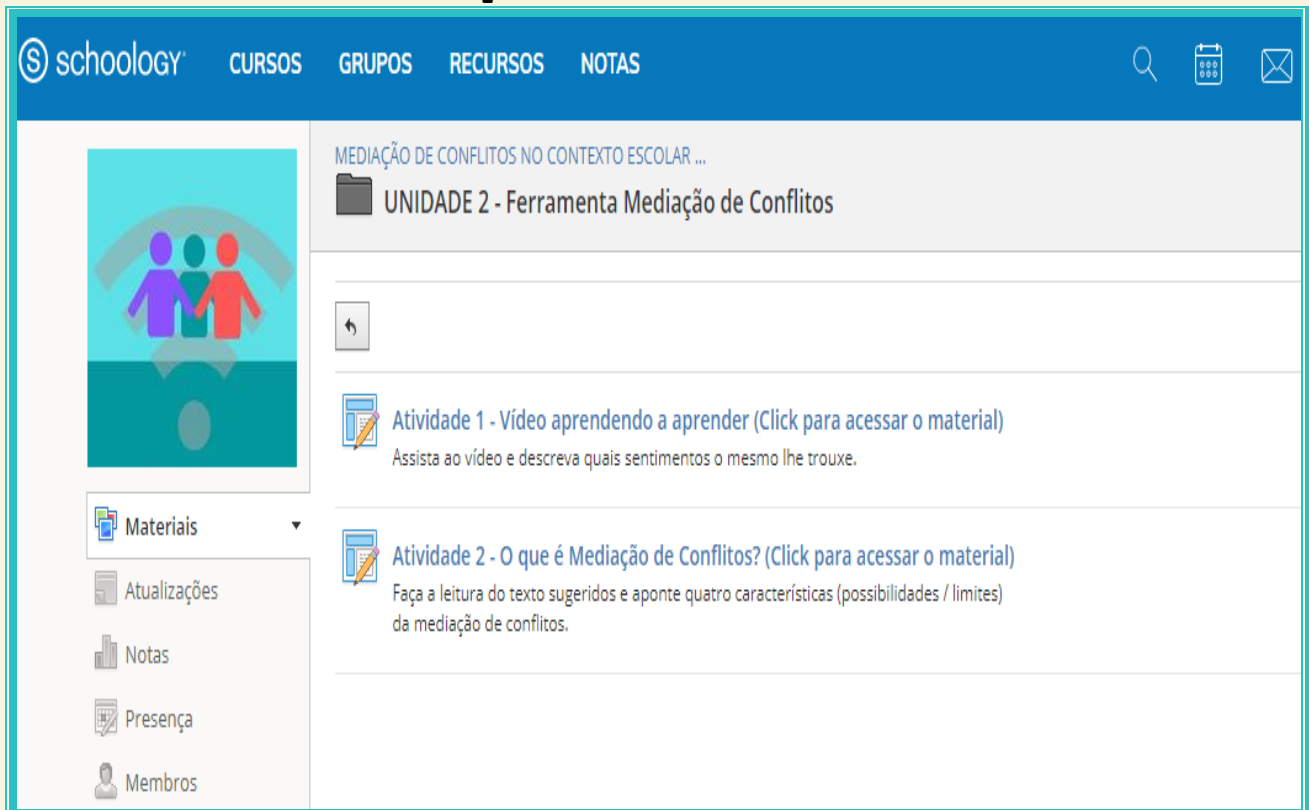 schoology CURSOS GRUPOS RECURSOS NOTAS
MEDIAÇÃO DE CONFLITOS NO CONTEXTO ESCOLAR ...
UNIDADE 2 - Ferramenta Mediação de Conflitos
Atividade 1 - Vídeo aprendendo a aprender (Click para acessar o material)
Assista ao vídeo e descreva quais sentimentos o mesmo lhe trouxe.
Atividade 2 - O que é Mediação de Conflitos? (Click para acessar o material)
Faça a leitura do texto sugeridos e aponte quatro características (possibilidades / limites)
da mediação de conflitos.
Materiais
Atualizações
Notas
Presença
Membros